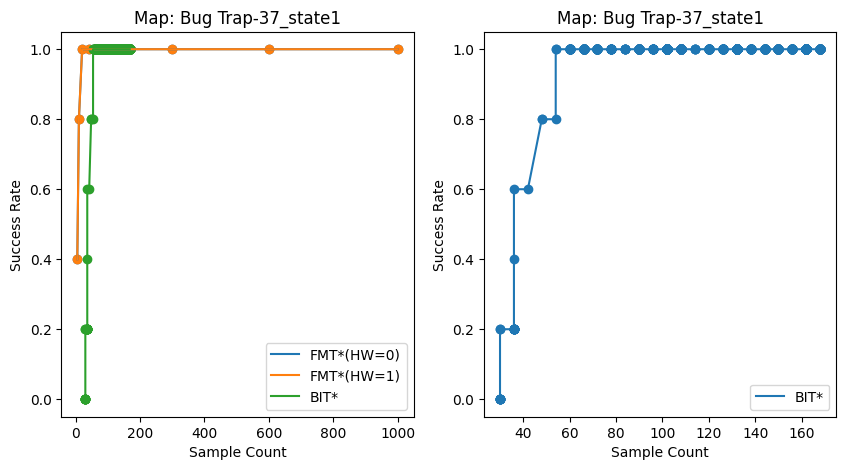 Map: Bug Trap-37_state1
Success Rate
1.0
0.8
0.6
0.4
0.2
0.0
0 200 400 600 800 1000
Sample Count
FMT*(HW=0)
FMT*(HW=1)
BIT*
Map: Bug Trap-37_state1
Success Rate
1.0
0.8
0.6
0.4
0.2
0.0
40 60 80 100 120 140 160
Sample Count
BIT*